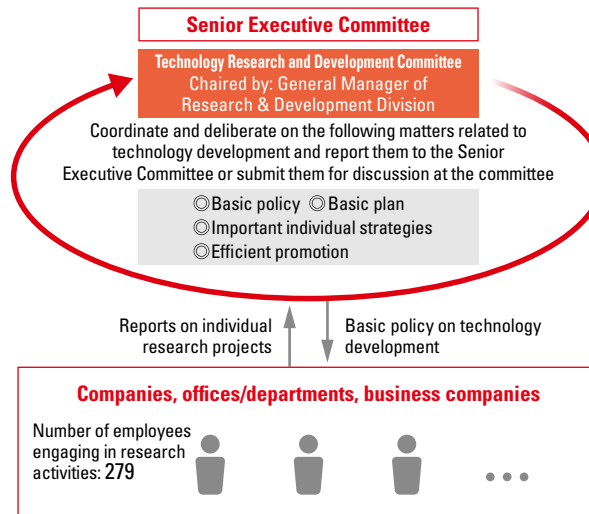 Senior Executive Committee
Technology Research and Development Committee
Chaired by: General Manager of
Research & Development Division
Coordinate and deliberate on the following matters related to
technology development and report them to the Senior
Executive Committee or submit them for discussion at the committee
◎Basic policy ◎Basic plan
◎Important individual strategies
◎Efficient promotion
Reports on individual
research projects
Basic policy on technology
development
Companies, offices/departments, business companies
Number of employees
engaging in research
activities: 279